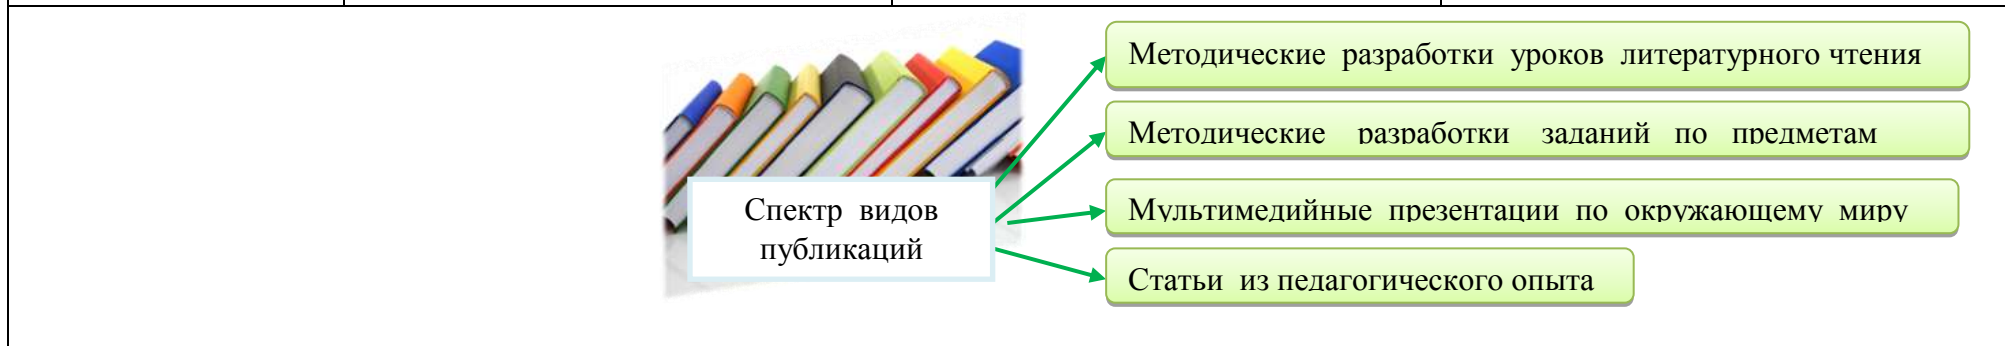 Методические разработки уроков литературного чтения
Методические разработки заданий по предметам
Мультимедийные презентации по окружающему миру
Спектр видов
публикаций
Статьи из педагогического опыта